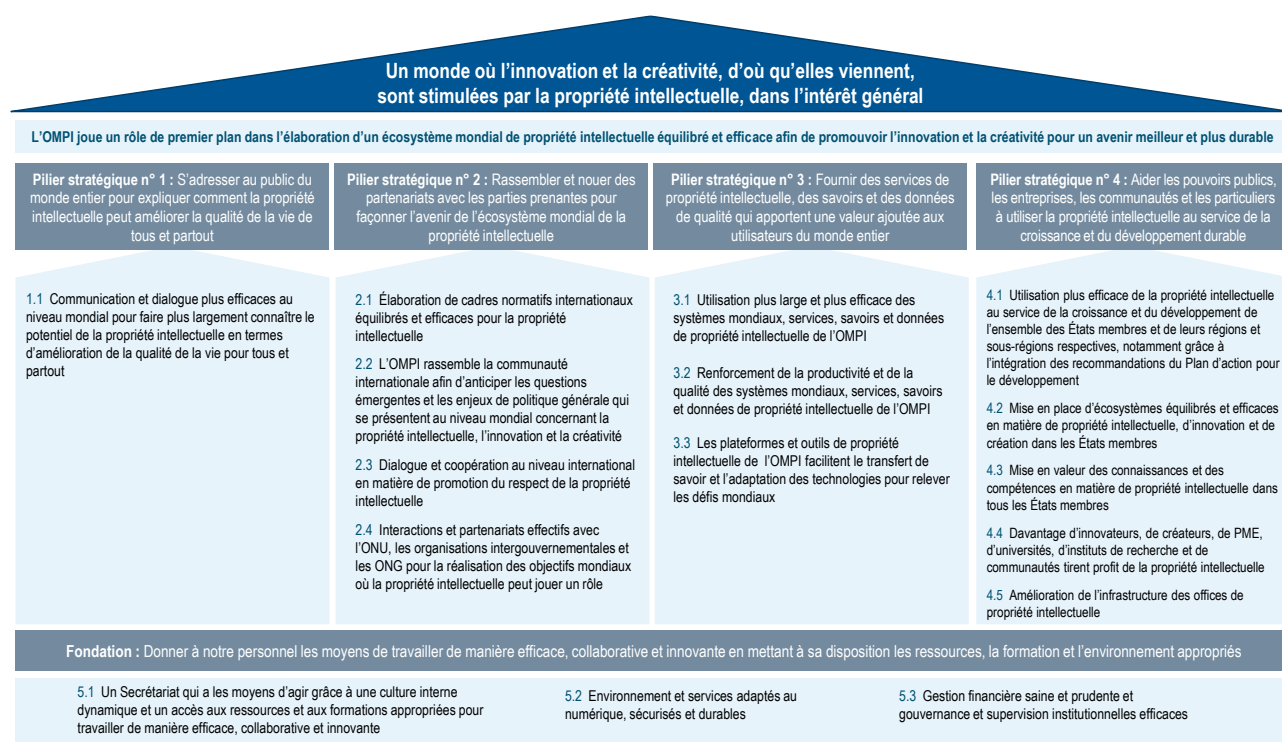 Un monde où l'innovation et la créativité, d'où qu'elles viennent,
sont stimulées par la propriété intellectuelle, dans l'intérêt général
L'OMPI joue un rôle de premier plan dans l'élaboration d'un écosystème mondial de propriété intellectuelle équilibré et efficace afin de promouvoir l'innovation et la créativité pour un avenir meilleur et plus durable
Pilier stratégique n° 1 : S'adresser au public du
monde entier pour expliquer comment la propriété
intellectuelle peut améliorer la qualité de la vie de
tous et partout
Pilier stratégique n° 2 : Rassembler et nouer des
partenariats avec les parties prenantes pour
façonner l'avenir de l'écosystème mondial de la
propriété intellectuelle
Pilier stratégique n° 3 : Fournir des services de
propriété intellectuelle, des savoirs et des données
de qualité qui apportent une valeur ajoutée aux
utilisateurs du monde entier
Pilier stratégique n° 4 : Aider les pouvoirs publics,
les entreprises, les communautés et les particuliers
à utiliser la propriété intellectuelle au service de la
croissance et du développement durable
1.1 Communication et dialogue plus efficaces au
niveau mondial pour faire plus largement connaître le
potentiel de la propriété intellectuelle en termes
d'amélioration de la qualité de la vie pour tous et
partout
2.1 Élaboration de cadres normatifs internationaux
équilibrés et efficaces pour la propriété
intellectuelle
2.2 L'OMPI rassemble la communauté
internationale afin d'anticiper les questions
émergentes et les enjeux de politique générale qui
se présentent au niveau mondial concernant la
propriété intellectuelle, l'innovation et la créativité
2.3 Dialogue et coopération au niveau international
en matière de promotion du respect de la propriété
intellectuelle
2.4 Interactions et partenariats effectifs avec
l'ONU, les organisations intergouvernementales et
les ONG pour la réalisation des objectifs mondiaux
où la propriété intellectuelle peut jouer un rôle
3.1 Utilisation plus large et plus efficace des
systèmes mondiaux, services, savoirs et données
de propriété intellectuelle de l'OMPI
3.2 Renforcement de la productivité et de la
qualité des systèmes mondiaux, services, savoirs
et données de propriété intellectuelle de l'OMPI
3.3 Les plateformes et outils de propriété
intellectuelle de l'OMPI facilitent le transfert de
savoir et l'adaptation des technologies pour relever
les défis mondiaux
4.1 Utilisation plus efficace de la propriété intellectuelle
au service de la croissance et du développement de
l'ensemble des États membres et de leurs régions et
sous-régions respectives, notamment grâce à
l'intégration des recommandations du Plan d'action pour
le développement
4.2 Mise en place d'écosystèmes équilibrés et efficaces
en matière de propriété intellectuelle, d'innovation et de
création dans les États membres
4.3 Mise en valeur des connaissances et des
compétences en matière de propriété intellectuelle dans
tous les États membres
4.4 Davantage d'innovateurs, de créateurs, de PME,
d'universités, d'instituts de recherche et de
communautés tirent profit de la propriété intellectuelle
4.5 Amélioration de l'infrastructure des offices de
propriété intellectuelle
Fondation : Donner à notre personnel les moyens de travailler de manière efficace, collaborative et innovante en mettant à sa disposition les ressources, la formation et l'environnement appropriés
5.1 Un Secrétariat qui a les moyens d'agir grâce à une culture interne
dynamique et un accès aux ressources et aux formations appropriées pour
travailler de manière efficace, collaborative et innovante
5.2 Environnement et services adaptés au
numérique, sécurisés et durables
5.3 Gestion financière saine et prudente et
gouvernance et supervision institutionnelles efficaces